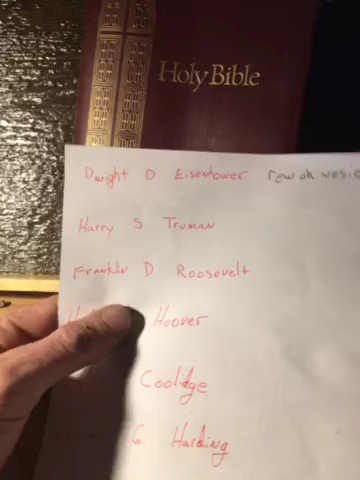 Holy Bible
Dwight D Eisenhower
Harry S Truman
Franklin D Roosevelt
Hoover
Coolidge
G. Harding